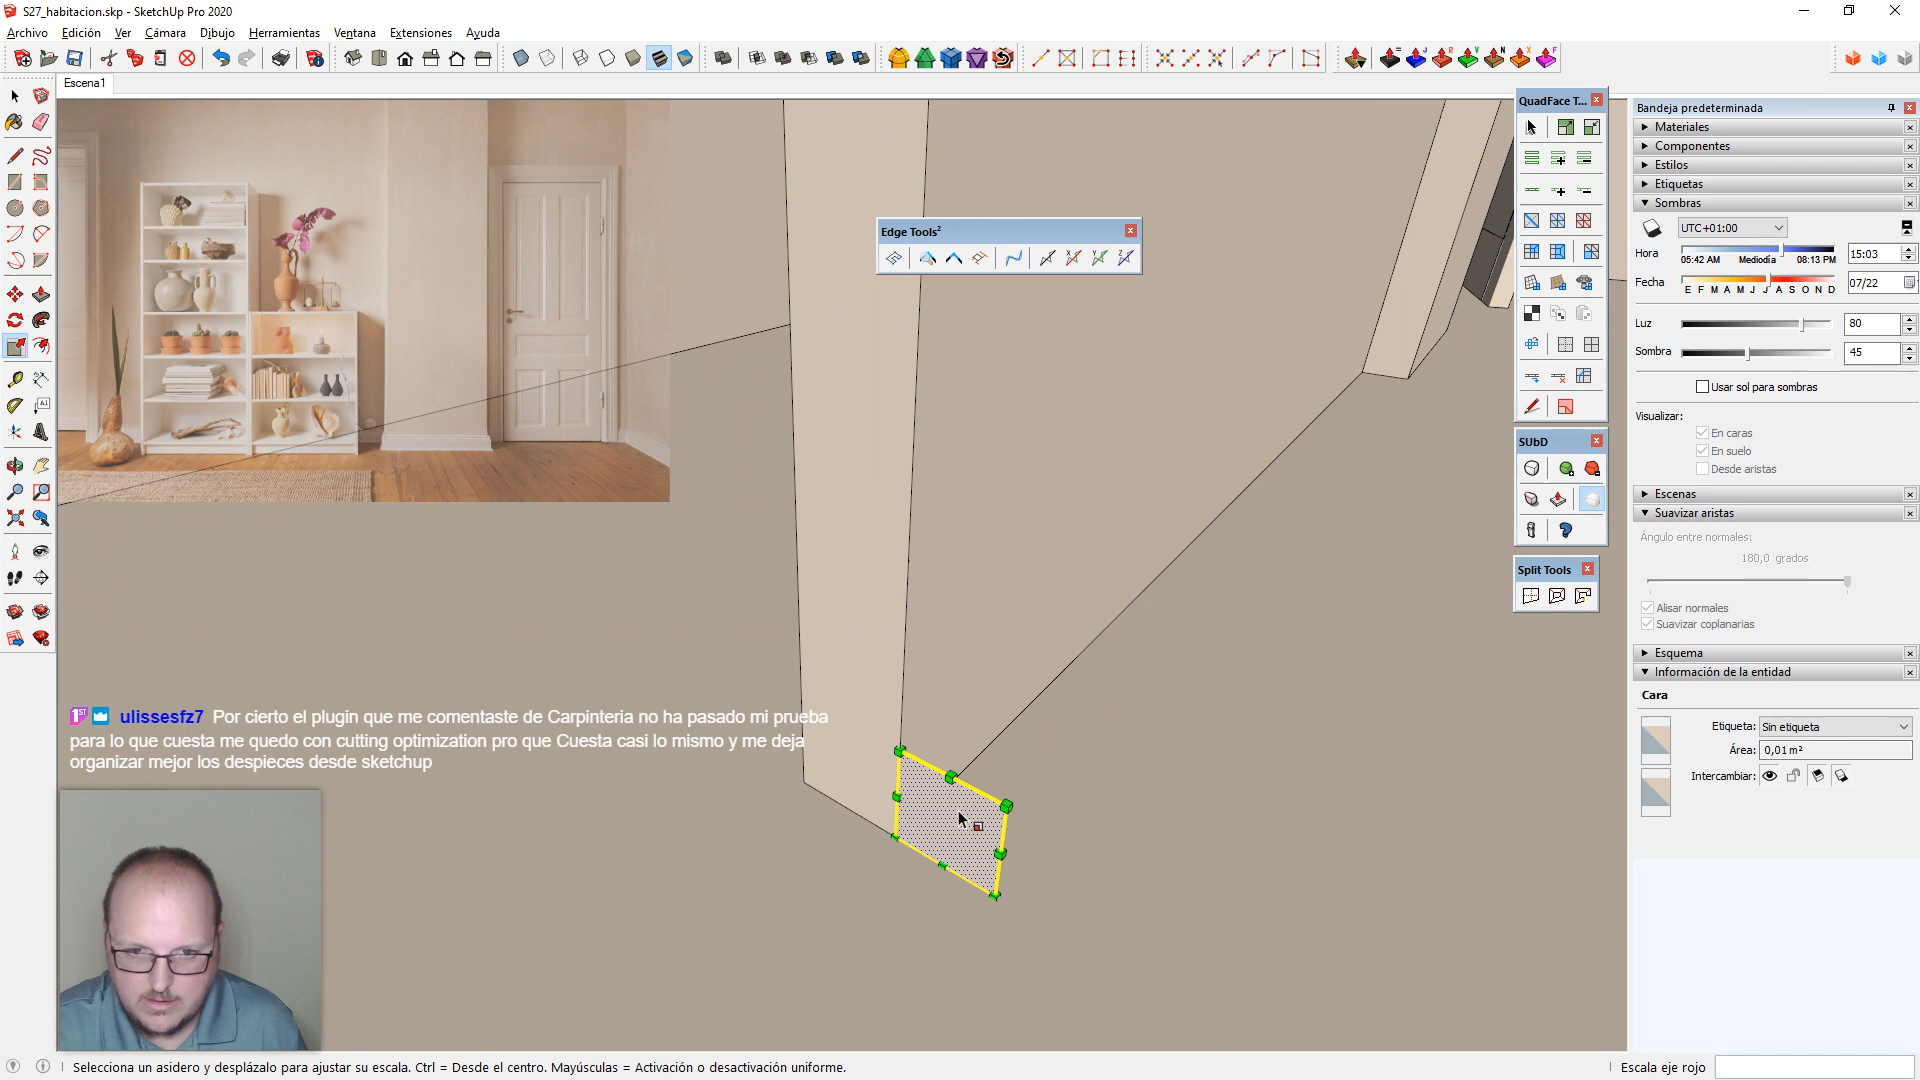 S27_habitacion.skp - SketchUp Pro 2020
Archivo Edición Ver Cámara Dibujo Herramientas Ventana Extensiones Ayuda
Escena1
QuadFace T...
Bandeja predeterminada
Materiales
Componentes
Estilos
Etiquetas
Sombras
UTC+01:00
Hora
15:03
05:42 AM Mediodía 08:13 PM
Fecha
07/22
E F M A M J J A S O N D
Luz
80
Sombra
45
Usar sol para sombras
Visualizar:
En caras
En suelo
Desde aristas
Escenas
Suavizar aristas
Ángulo entre normales:
180,0 grados
Alisar normales
Suavizar coplanarias
Esquema
Información de la entidad
Cara
Etiqueta: Sin etiqueta
Área: 0,01 m²
Intercambiar:
Edge Tools²
SUbD
Split Tools
1ST ulissesfz7 Por cierto el plugin que me comentaste de Carpinteria no ha pasado mi prueba
para lo que cuesta me quedo con cutting optimization pro que Cuesta casi lo mismo y me deja
organizar mejor los despieces desde sketchup
Selecciona un asidero y desplázalo para ajustar su escala. Ctrl = Desde el centro. Mayúsculas = Activación o desactivación uniforme.
Escala eje rojo